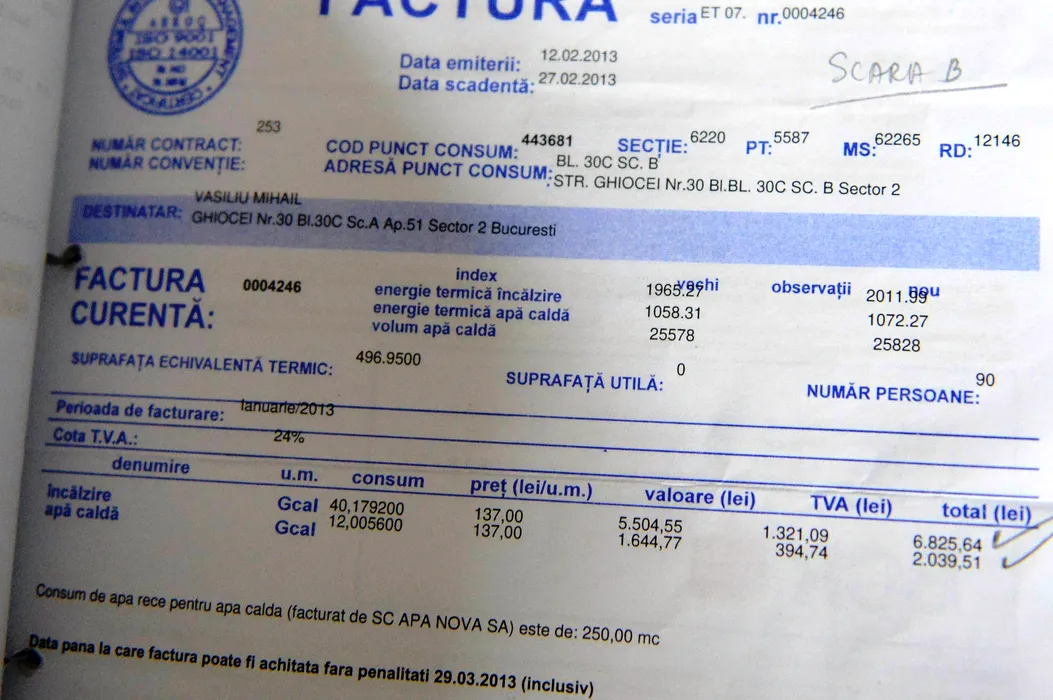 FACTURA
seria ET 07. nr.0004246
ISO 9001
ISO 14001
Data emiterii: 12.02.2013
Data scadentă: 27.02.2013
SCARA B
NUMĂR CONTRACT: 253
NUMĂR CONVENȚIE:
COD PUNCT CONSUM: 443681 SECȚIE: 6220 PT: 5587 MS: 62265 RD: 12146
ADRESĂ PUNCT CONSUM: BL. 30C SC. B
STR. GHIOCEI Nr.30 Bl.BL. 30C SC. B Sector 2
DESTINATAR: VASILIU MIHAIL
GHIOCEI Nr.30 Bl.30C Sc.A Ap.51 Sector 2 Bucuresti
FACTURA CURENTĂ: 0004246
index vechi observații nou
energie termică încălzire 1965.27 2011.99
energie termică apă caldă 1058.31 1072.27
volum apă caldă 25578 25828
SUPRAFAȚA ECHIVALENTĂ TERMIC: 496.9500
SUPRAFAȚĂ UTILĂ: 0
NUMĂR PERSOANE: 90
Perioada de facturare: Ianuarie/2013
Cota T.V.A.: 24%
denumire u.m. consum preț (lei/u.m.) valoare (lei) TVA (lei) total (lei)
încălzire Gcal 40,179200 137,00 5.504,55 1.321,09 6.825,64
apă caldă Gcal 12,005600 137,00 1.644,77 394,74 2.039,51
Consum de apa rece pentru apa calda (facturat de SC APA NOVA SA) este de: 250,00 mc
Data pana la care factura poate fi achitata fara penalitati 29.03.2013 (inclusiv)